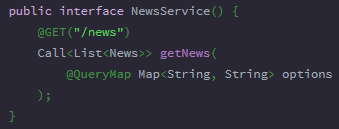 public interface NewsService() {
    @GET("/news")
    Call<List<News>> getNews(
        @QueryMap Map<String, String> options
    );
}